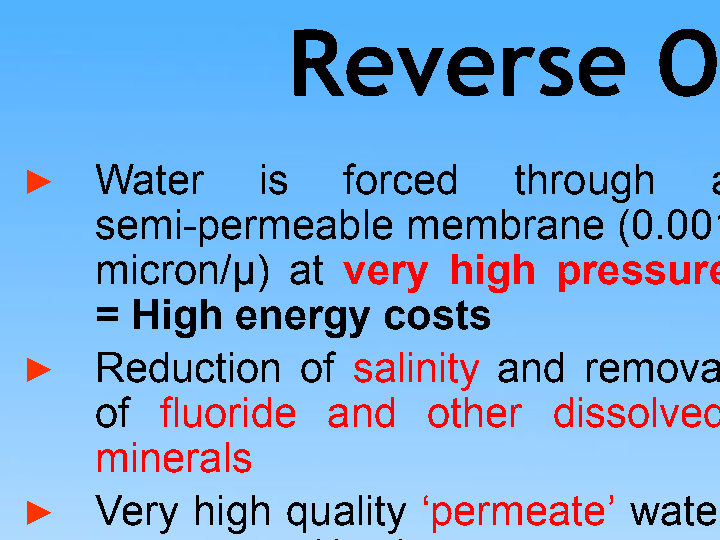 Reverse O
Water is forced through a
semi-permeable membrane (0.001
micron/µ) at very high pressure
= High energy costs
Reduction of salinity and remova
of fluoride and other dissolved
minerals
Very high quality ‘permeate’ wate